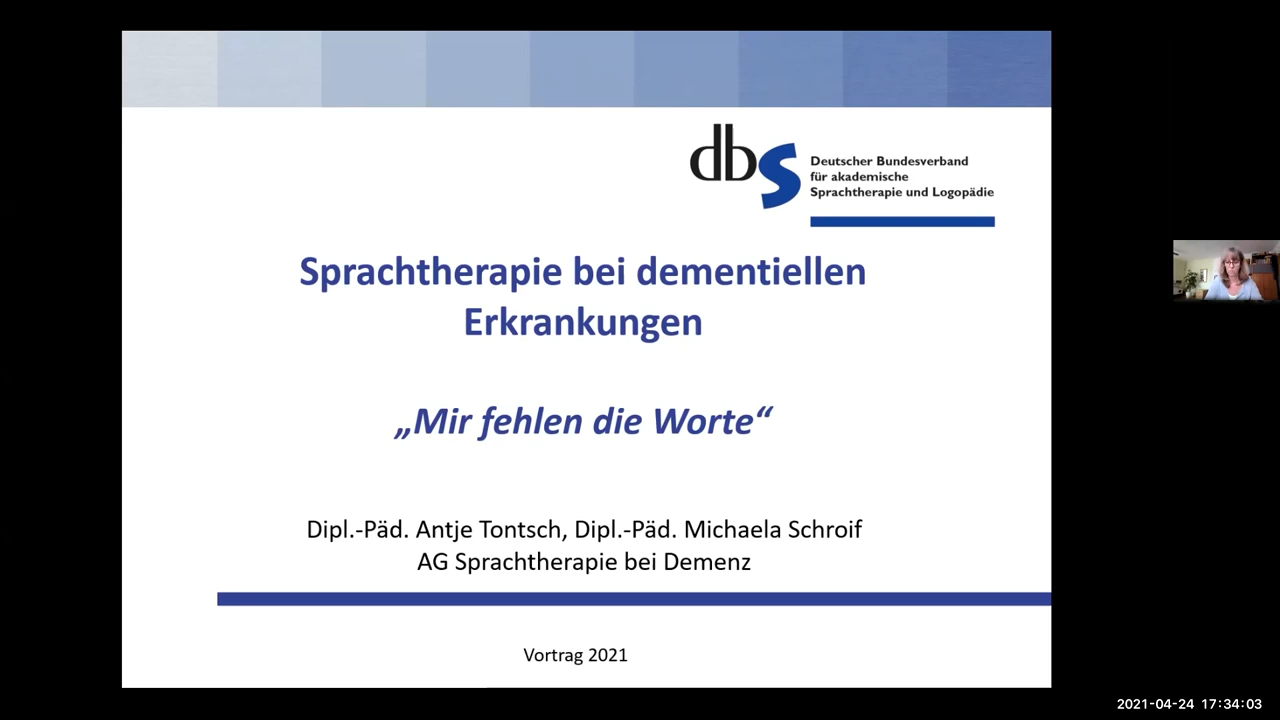 dbs
Deutscher Bundesverband
für akademische
Sprachtherapie und Logopädie
Sprachtherapie bei dementiellen
Erkrankungen
„Mir fehlen die Worte“
Dipl.-Päd. Antje Tontsch, Dipl.-Päd. Michaela Schroif
AG Sprachtherapie bei Demenz
Vortrag 2021
2021-04-24 17:34:03